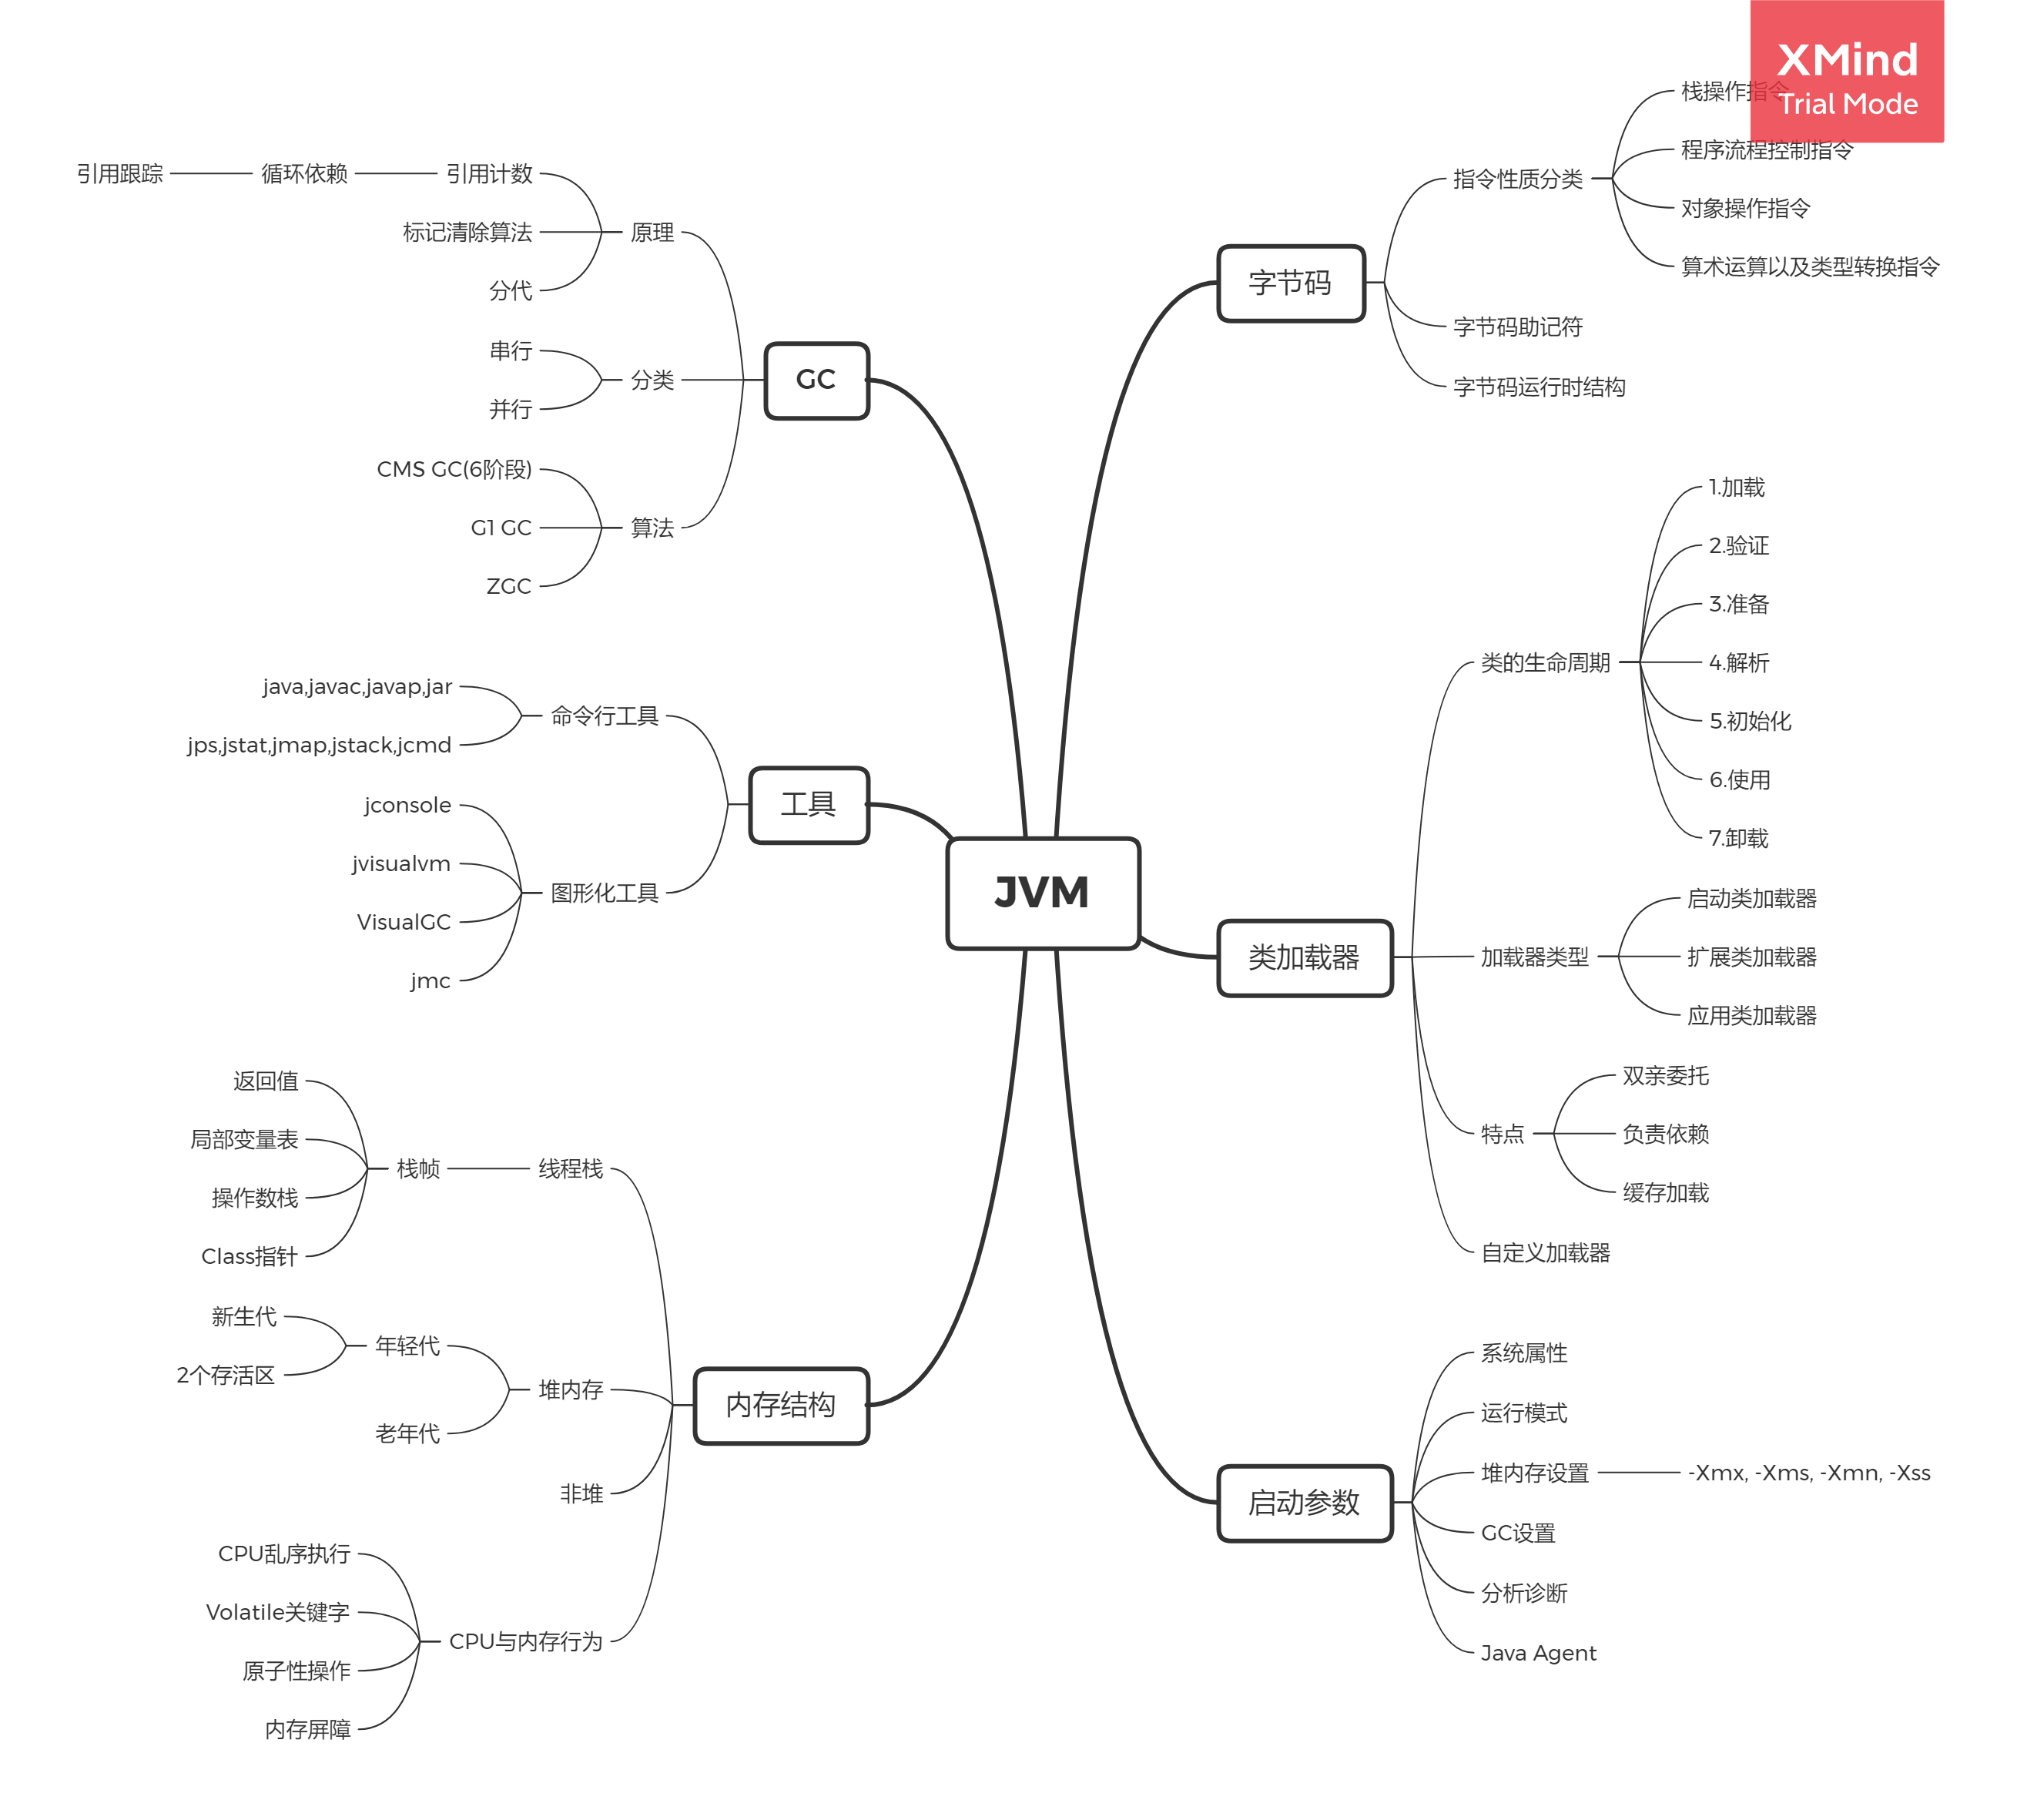 XMind
Trial Mode
JVM
字节码
指令性质分类
栈操作指令
程序流程控制指令
对象操作指令
算术运算以及类型转换指令
字节码助记符
字节码运行时结构
类加载器
类的生命周期
1.加载
2.验证
3.准备
4.解析
5.初始化
6.使用
7.卸载
加载器类型
启动类加载器
扩展类加载器
应用类加载器
特点
双亲委托
负责依赖
缓存加载
自定义加载器
启动参数
系统属性
运行模式
堆内存设置
-Xmx, -Xms, -Xmn, -Xss
GC设置
分析诊断
Java Agent
GC
原理
引用计数
循环依赖
引用跟踪
标记清除算法
分代
分类
串行
并行
算法
CMS GC(6阶段)
G1 GC
ZGC
工具
命令行工具
java,javac,javap,jar
jps,jstat,jmap,jstack,jcmd
图形化工具
jconsole
jvisualvm
VisualGC
jmc
内存结构
线程栈
栈帧
返回值
局部变量表
操作数栈
Class指针
堆内存
年轻代
新生代
2个存活区
老年代
非堆
CPU与内存行为
CPU乱序执行
Volatile关键字
原子性操作
内存屏障